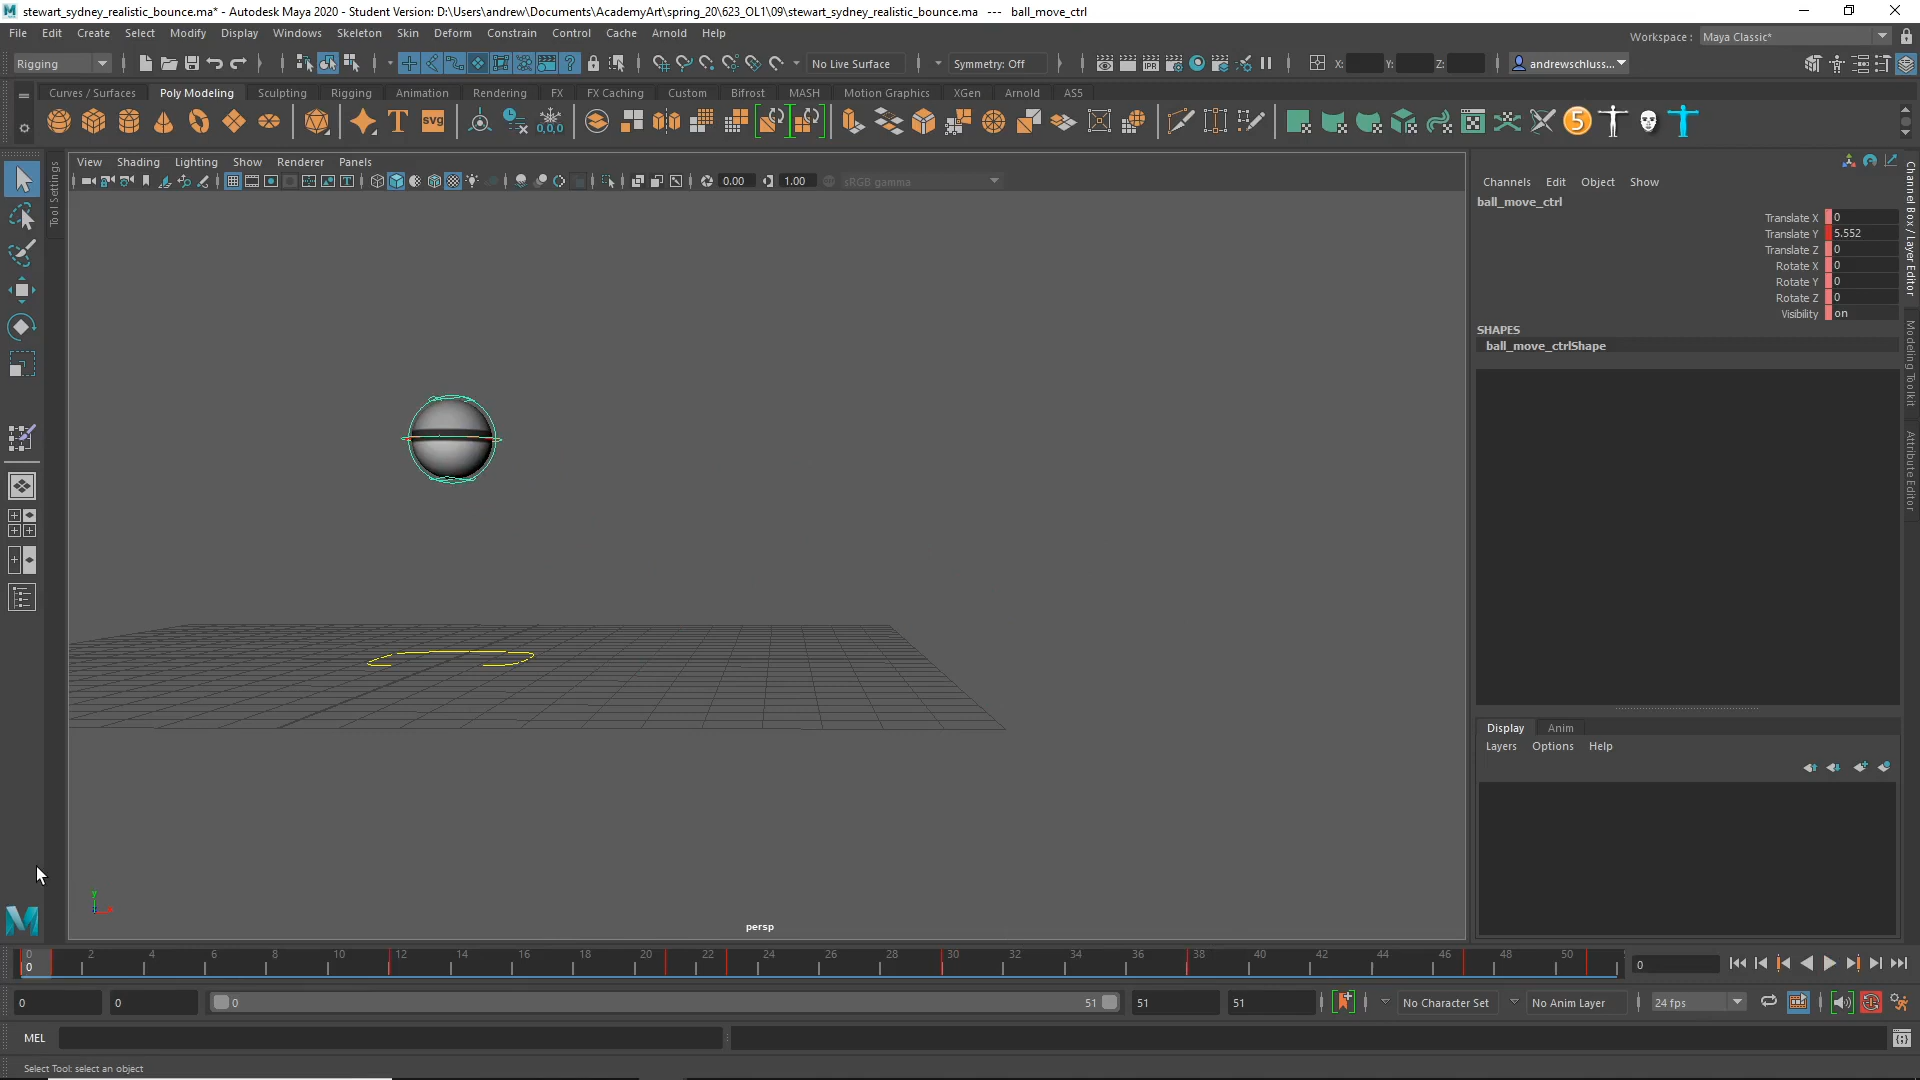 stewart_sydney_realistic_bounce.ma* - Autodesk Maya 2020 - Student Version: D:\Users\andrew\Documents\AcademyArt\spring_20\623_OL1\09\stewart_sydney_realistic_bounce.ma --- ball_move_ctrl
File Edit Create Select Modify Display Windows Skeleton Skin Deform Constrain Control Cache Arnold Help
Workspace : Maya Classic*
Rigging No Live Surface Symmetry: Off X: Y: Z: andrewschluss...
Curves / Surfaces Poly Modeling Sculpting Rigging Animation Rendering FX FX Caching Custom Bifrost MASH Motion Graphics XGen Arnold AS5
T svg 0,0,0 5
Tool Settings
View Shading Lighting Show Renderer Panels
0.00 1.00 sRGB gamma
Channels Edit Object Show
ball_move_ctrl
Translate X 0
Translate Y 5.552
Translate Z 0
Rotate X 0
Rotate Y 0
Rotate Z 0
Visibility on
SHAPES
ball_move_ctrlShape
Channel Box / Layer Editor
Modeling Toolkit
Attribute Editor
Display Anim
Layers Options Help
y
persp
0 2 4 6 8 10 12 14 16 18 20 22 24 26 28 30 32 34 36 38 40 42 44 46 48 50
0 0
0 0 0 51 51 51 No Character Set No Anim Layer 24 fps
MEL
Select Tool: select an object